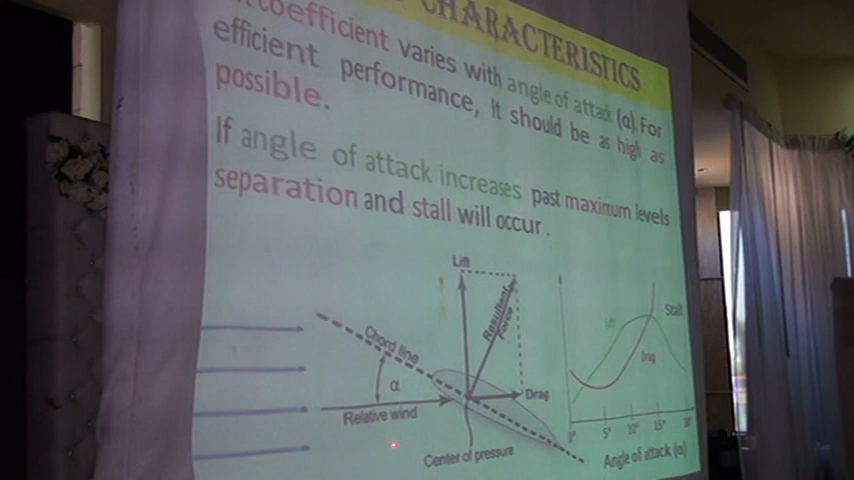 CHARACTERISTICS
coefficient varies with angle of attack (α). For
efficient performance, It should be as high as
possible.
If angle of attack increases past maximum levels
separation and stall will occur.
Lift
Resultant
Force
Chord line
α
Drag
Relative wind
Center of pressure
Lift
Stall
Drag
0° 5° 10° 15° 20°
Angle of attack (α)